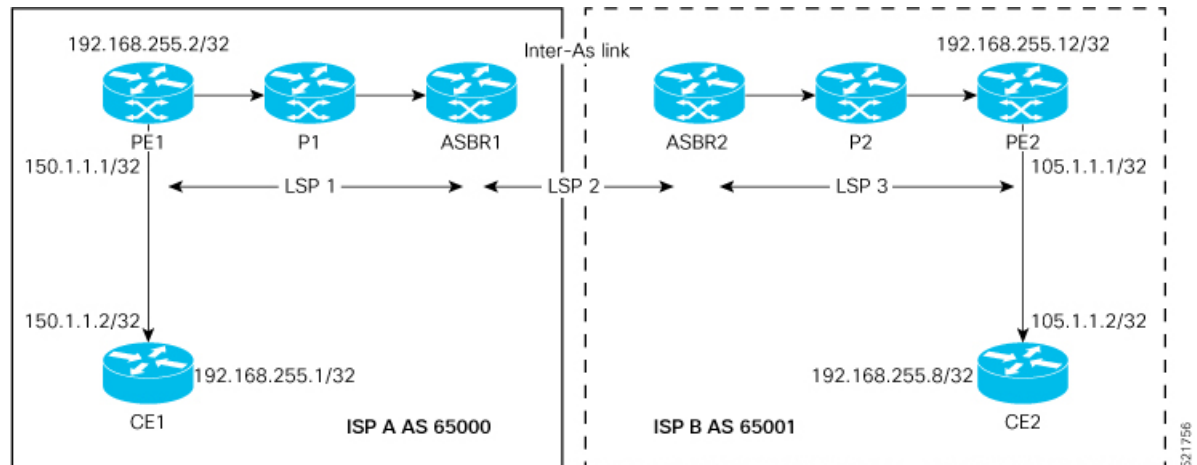 192.168.255.2/32
Inter-As link
192.168.255.12/32
PE1
P1
ASBR1
ASBR2
P2
PE2
150.1.1.1/32
105.1.1.1/32
LSP 1
LSP 2
LSP 3
150.1.1.2/32
105.1.1.2/32
192.168.255.1/32
192.168.255.8/32
CE1
ISP A AS 65000
ISP B AS 65001
CE2
521756